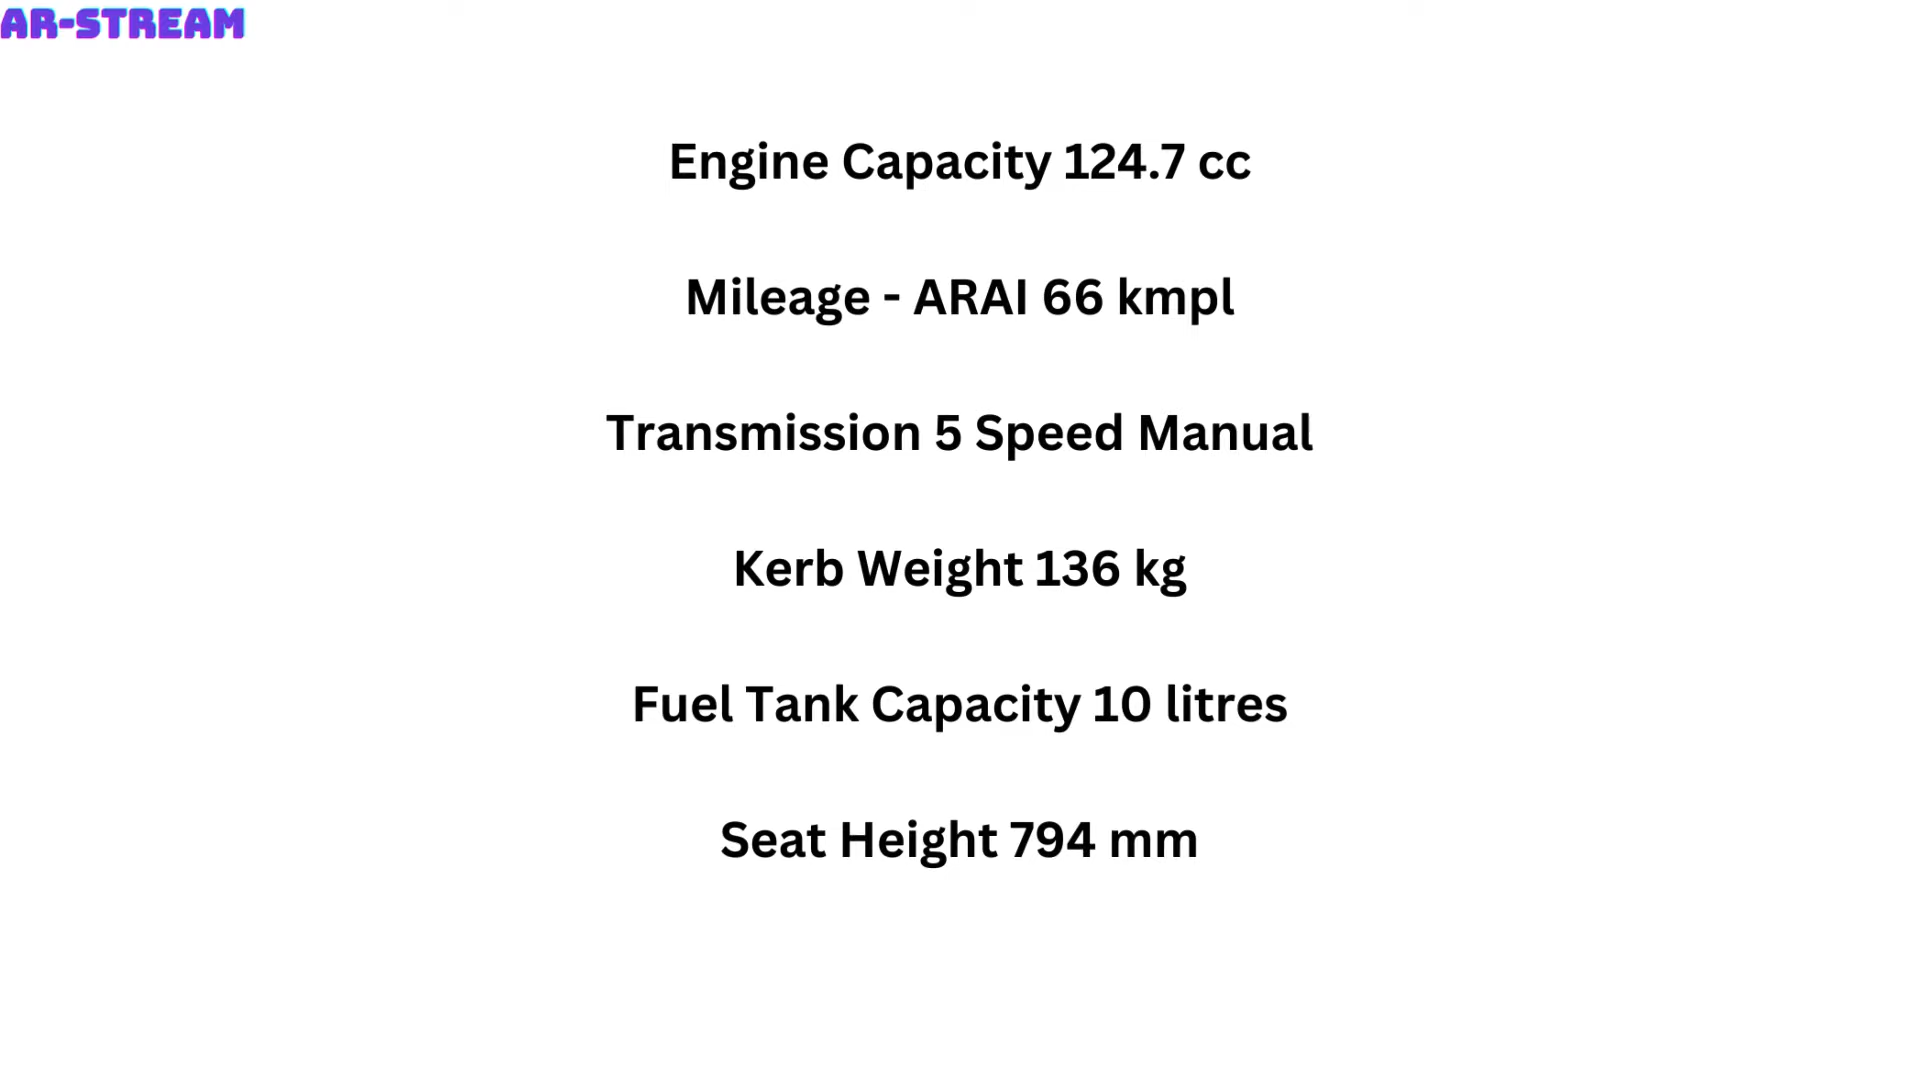 AR-STREAM
Engine Capacity 124.7 cc
Mileage - ARAI 66 kmpl
Transmission 5 Speed Manual
Kerb Weight 136 kg
Fuel Tank Capacity 10 litres
Seat Height 794 mm